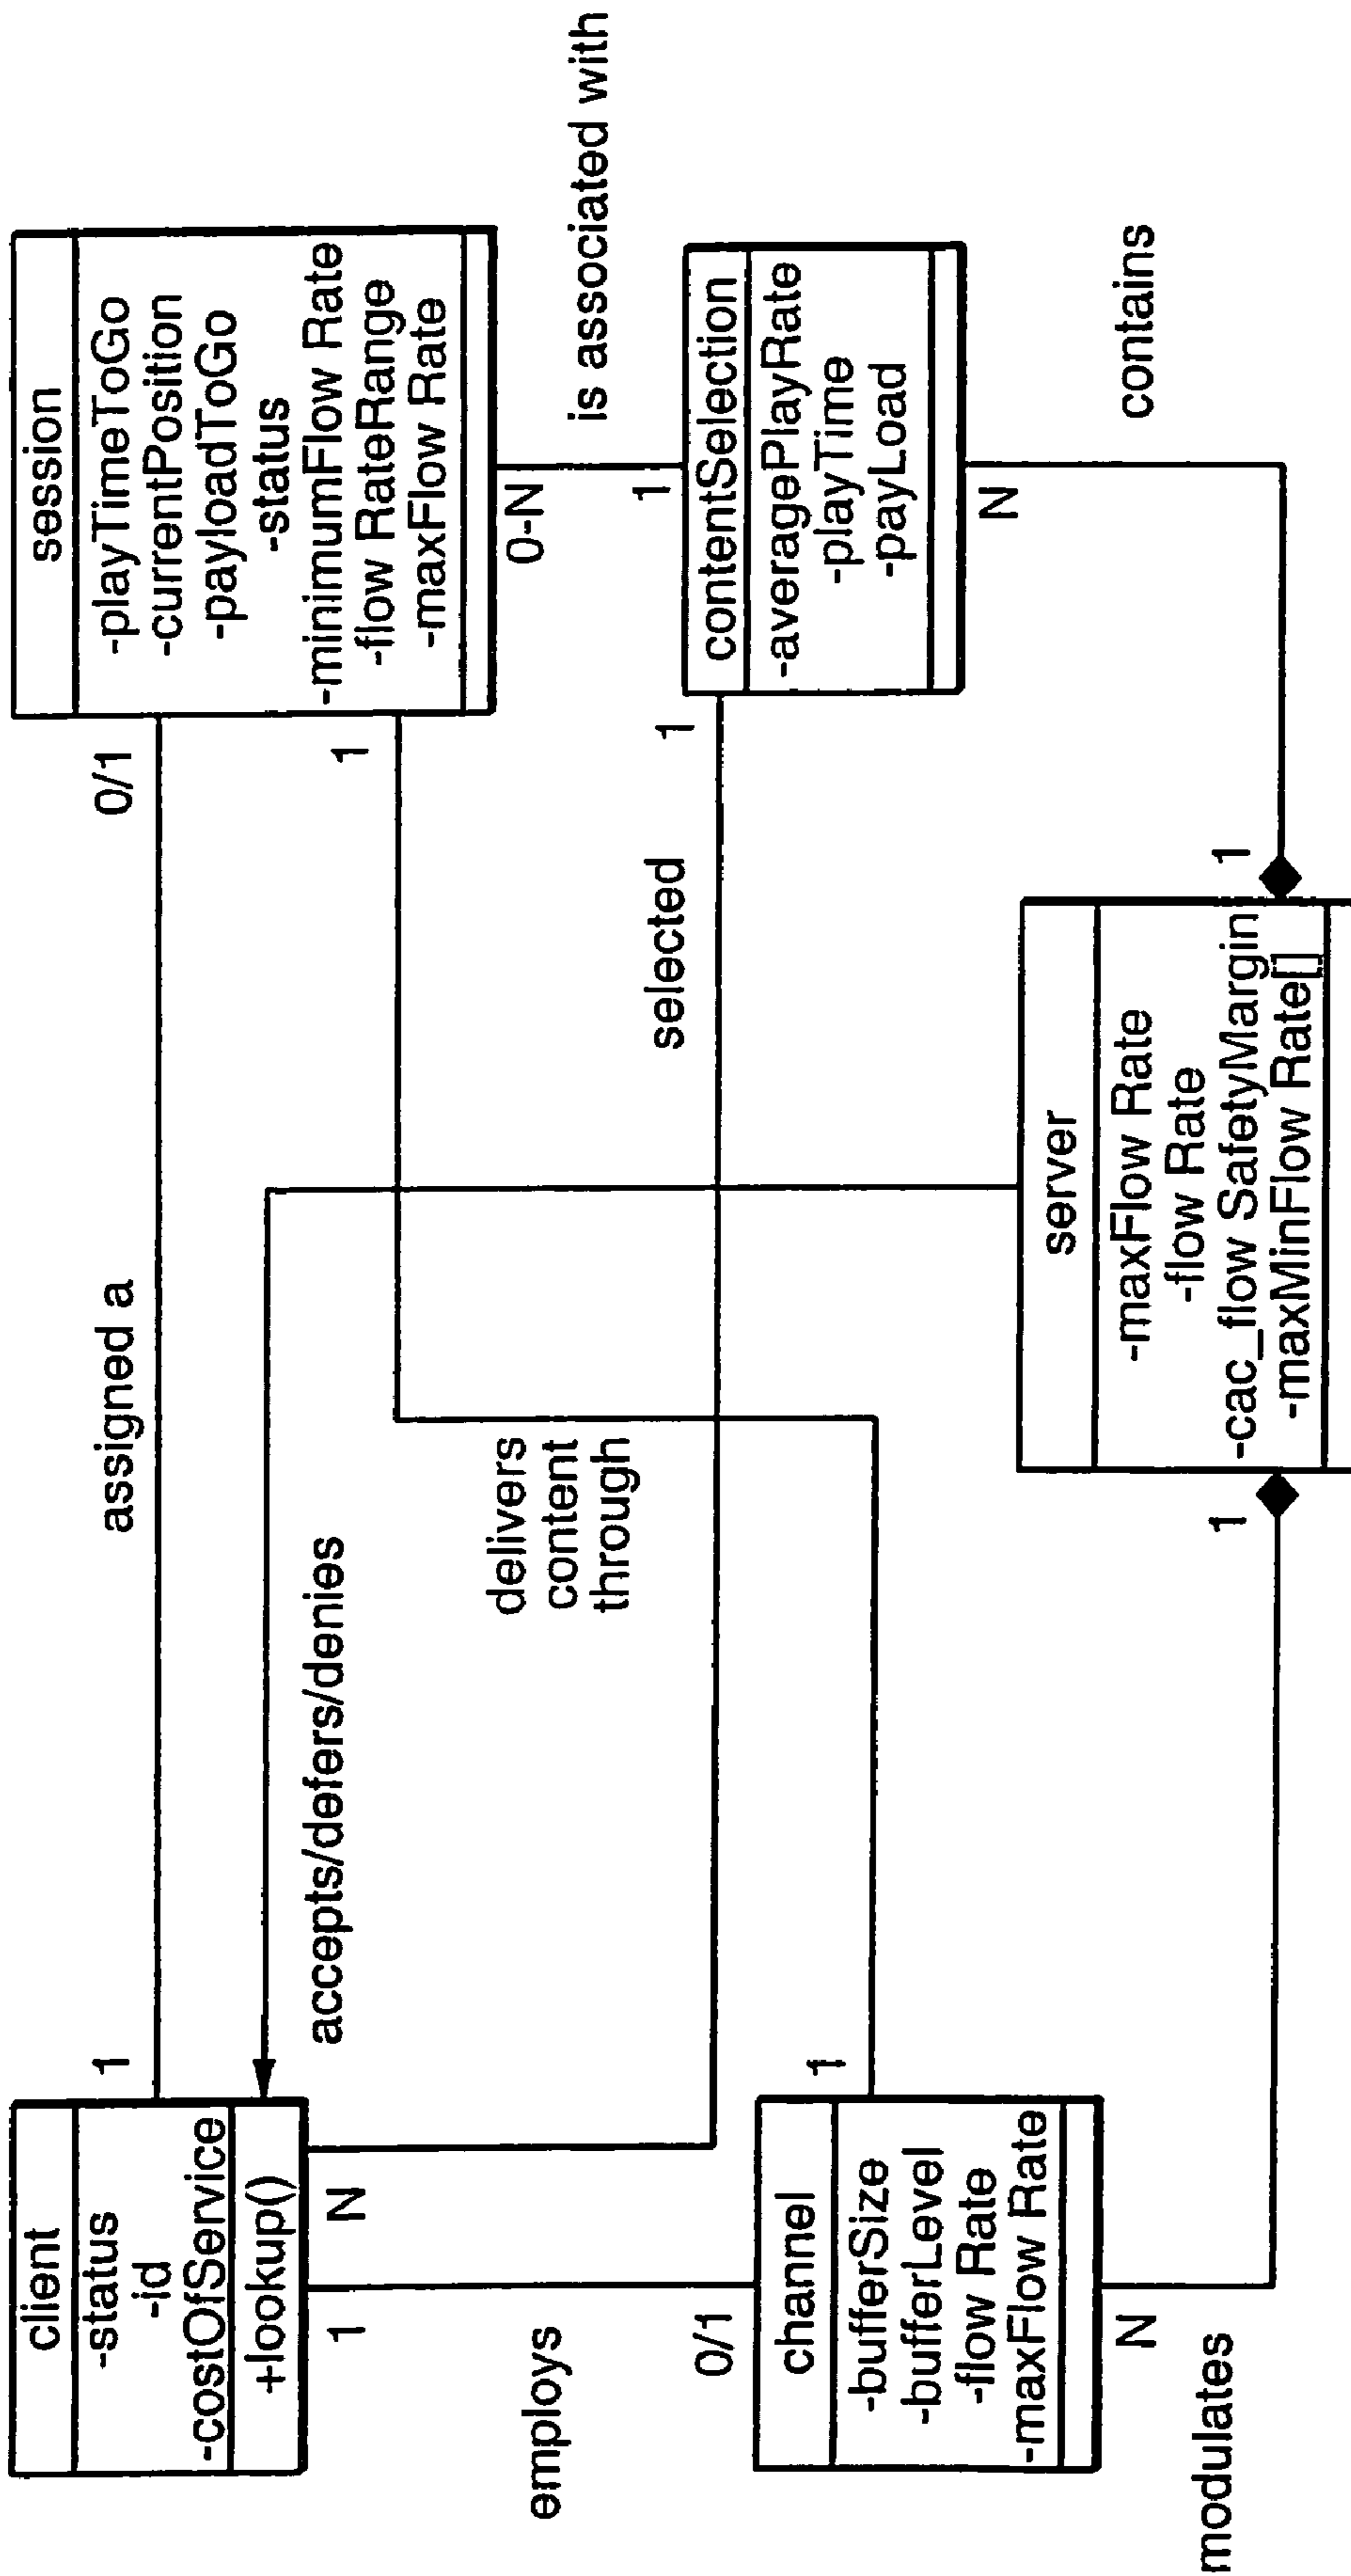 client
-status
-id
-costOfService
+lookup()
1
assigned a
0/1
session
-playTimeToGo
-currentPosition
-payloadToGo
-status
-minimumFlow Rate
-flow RateRange
-maxFlow Rate
accepts/defers/denies
1
N
1
0-N
is associated with
employs
delivers
content
through
selected
0/1
1
1
1
channel
-bufferSize
-bufferLevel
-flow Rate
-maxFlow Rate
contentSelection
-averagePlayRate
-playTime
-payLoad
N
N
server
-maxFlow Rate
-flow Rate
-cac_flow SafetyMargin
-maxMinFlow Rate[]
modulates
1
1
contains